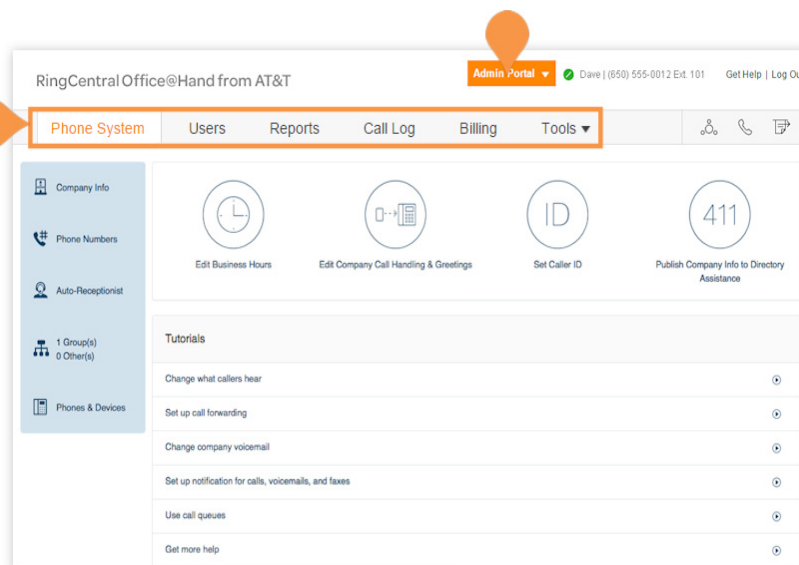 RingCentral Office@Hand from AT&T
Admin Portal
Dave | (650) 555-0012 Ext. 101
Get Help | Log Ou
Phone System
Users
Reports
Call Log
Billing
Tools
Company Info
Phone Numbers
Auto-Receptionist
1 Group(s)
0 Other(s)
Phones & Devices
Edit Business Hours
Edit Company Call Handling & Greetings
ID
Set Caller ID
411
Publish Company Info to Directory
Assistance
Tutorials
Change what callers hear
Set up call forwarding
Change company voicemail
Set up notification for calls, voicemails, and faxes
Use call queues
Get more help